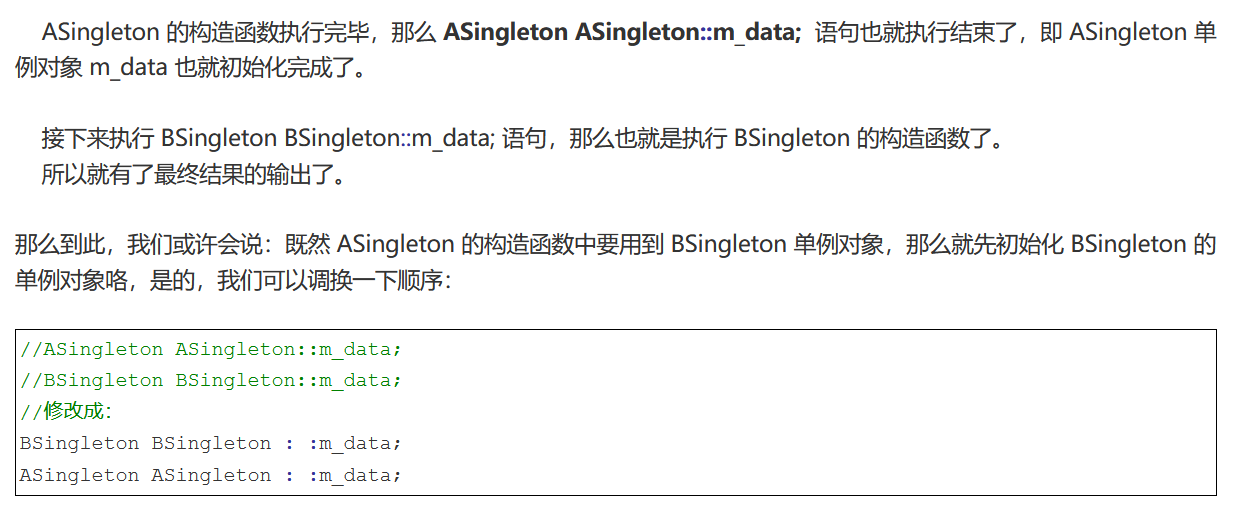 ASingleton 的构造函数执行完毕，那么 ASingleton ASingleton::m_data; 语句也就执行结束了，即 ASingleton 单
例对象 m_data 也就初始化完成了。
接下来执行 BSingleton BSingleton::m_data; 语句，那么也就是执行 BSingleton 的构造函数了。
所以就有了最终结果的输出了。
那么到此，我们或许会说：既然 ASingleton 的构造函数中要用到 BSingleton 单例对象，那么就先初始化 BSingleton 的
单例对象咯，是的，我们可以调换一下顺序：
//ASingleton ASingleton::m_data;
//BSingleton BSingleton::m_data;
//修改成：
BSingleton BSingleton : :m_data;
ASingleton ASingleton : :m_data;